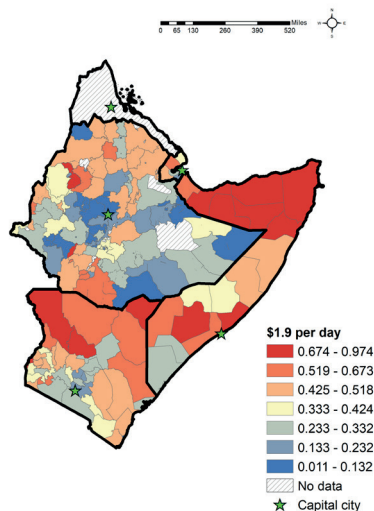 Miles
0 65 130 260 390 520
N
W E
S
$1.9 per day
0.674 - 0.974
0.519 - 0.673
0.425 - 0.518
0.333 - 0.424
0.233 - 0.332
0.133 - 0.232
0.011 - 0.132
No data
Capital city